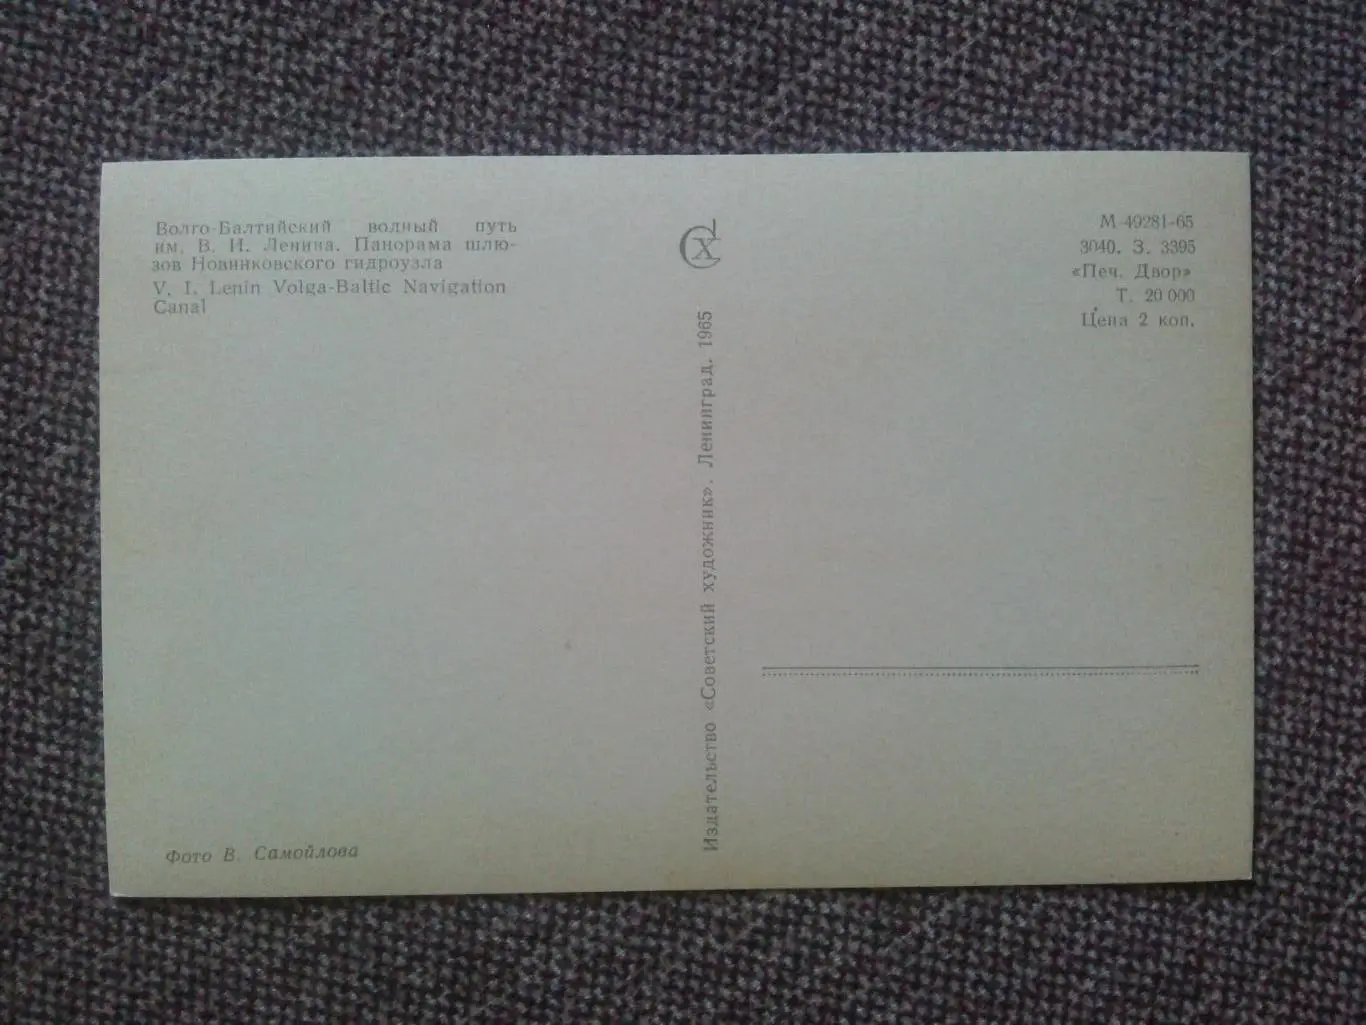 Волго-Балтийский водный путь
им. В. И. Ленина. Панорама шлю-
зов Новинковского гидроузла
V. I. Lenin Volga-Baltic Navigation
Canal
Фото В. Самойлова
СХ
Издательство «Советский художник». Ленинград. 1965
М-49281-65
3040. З. 3395
«Печ. Двор»
Т. 20 000
Цена 2 коп.